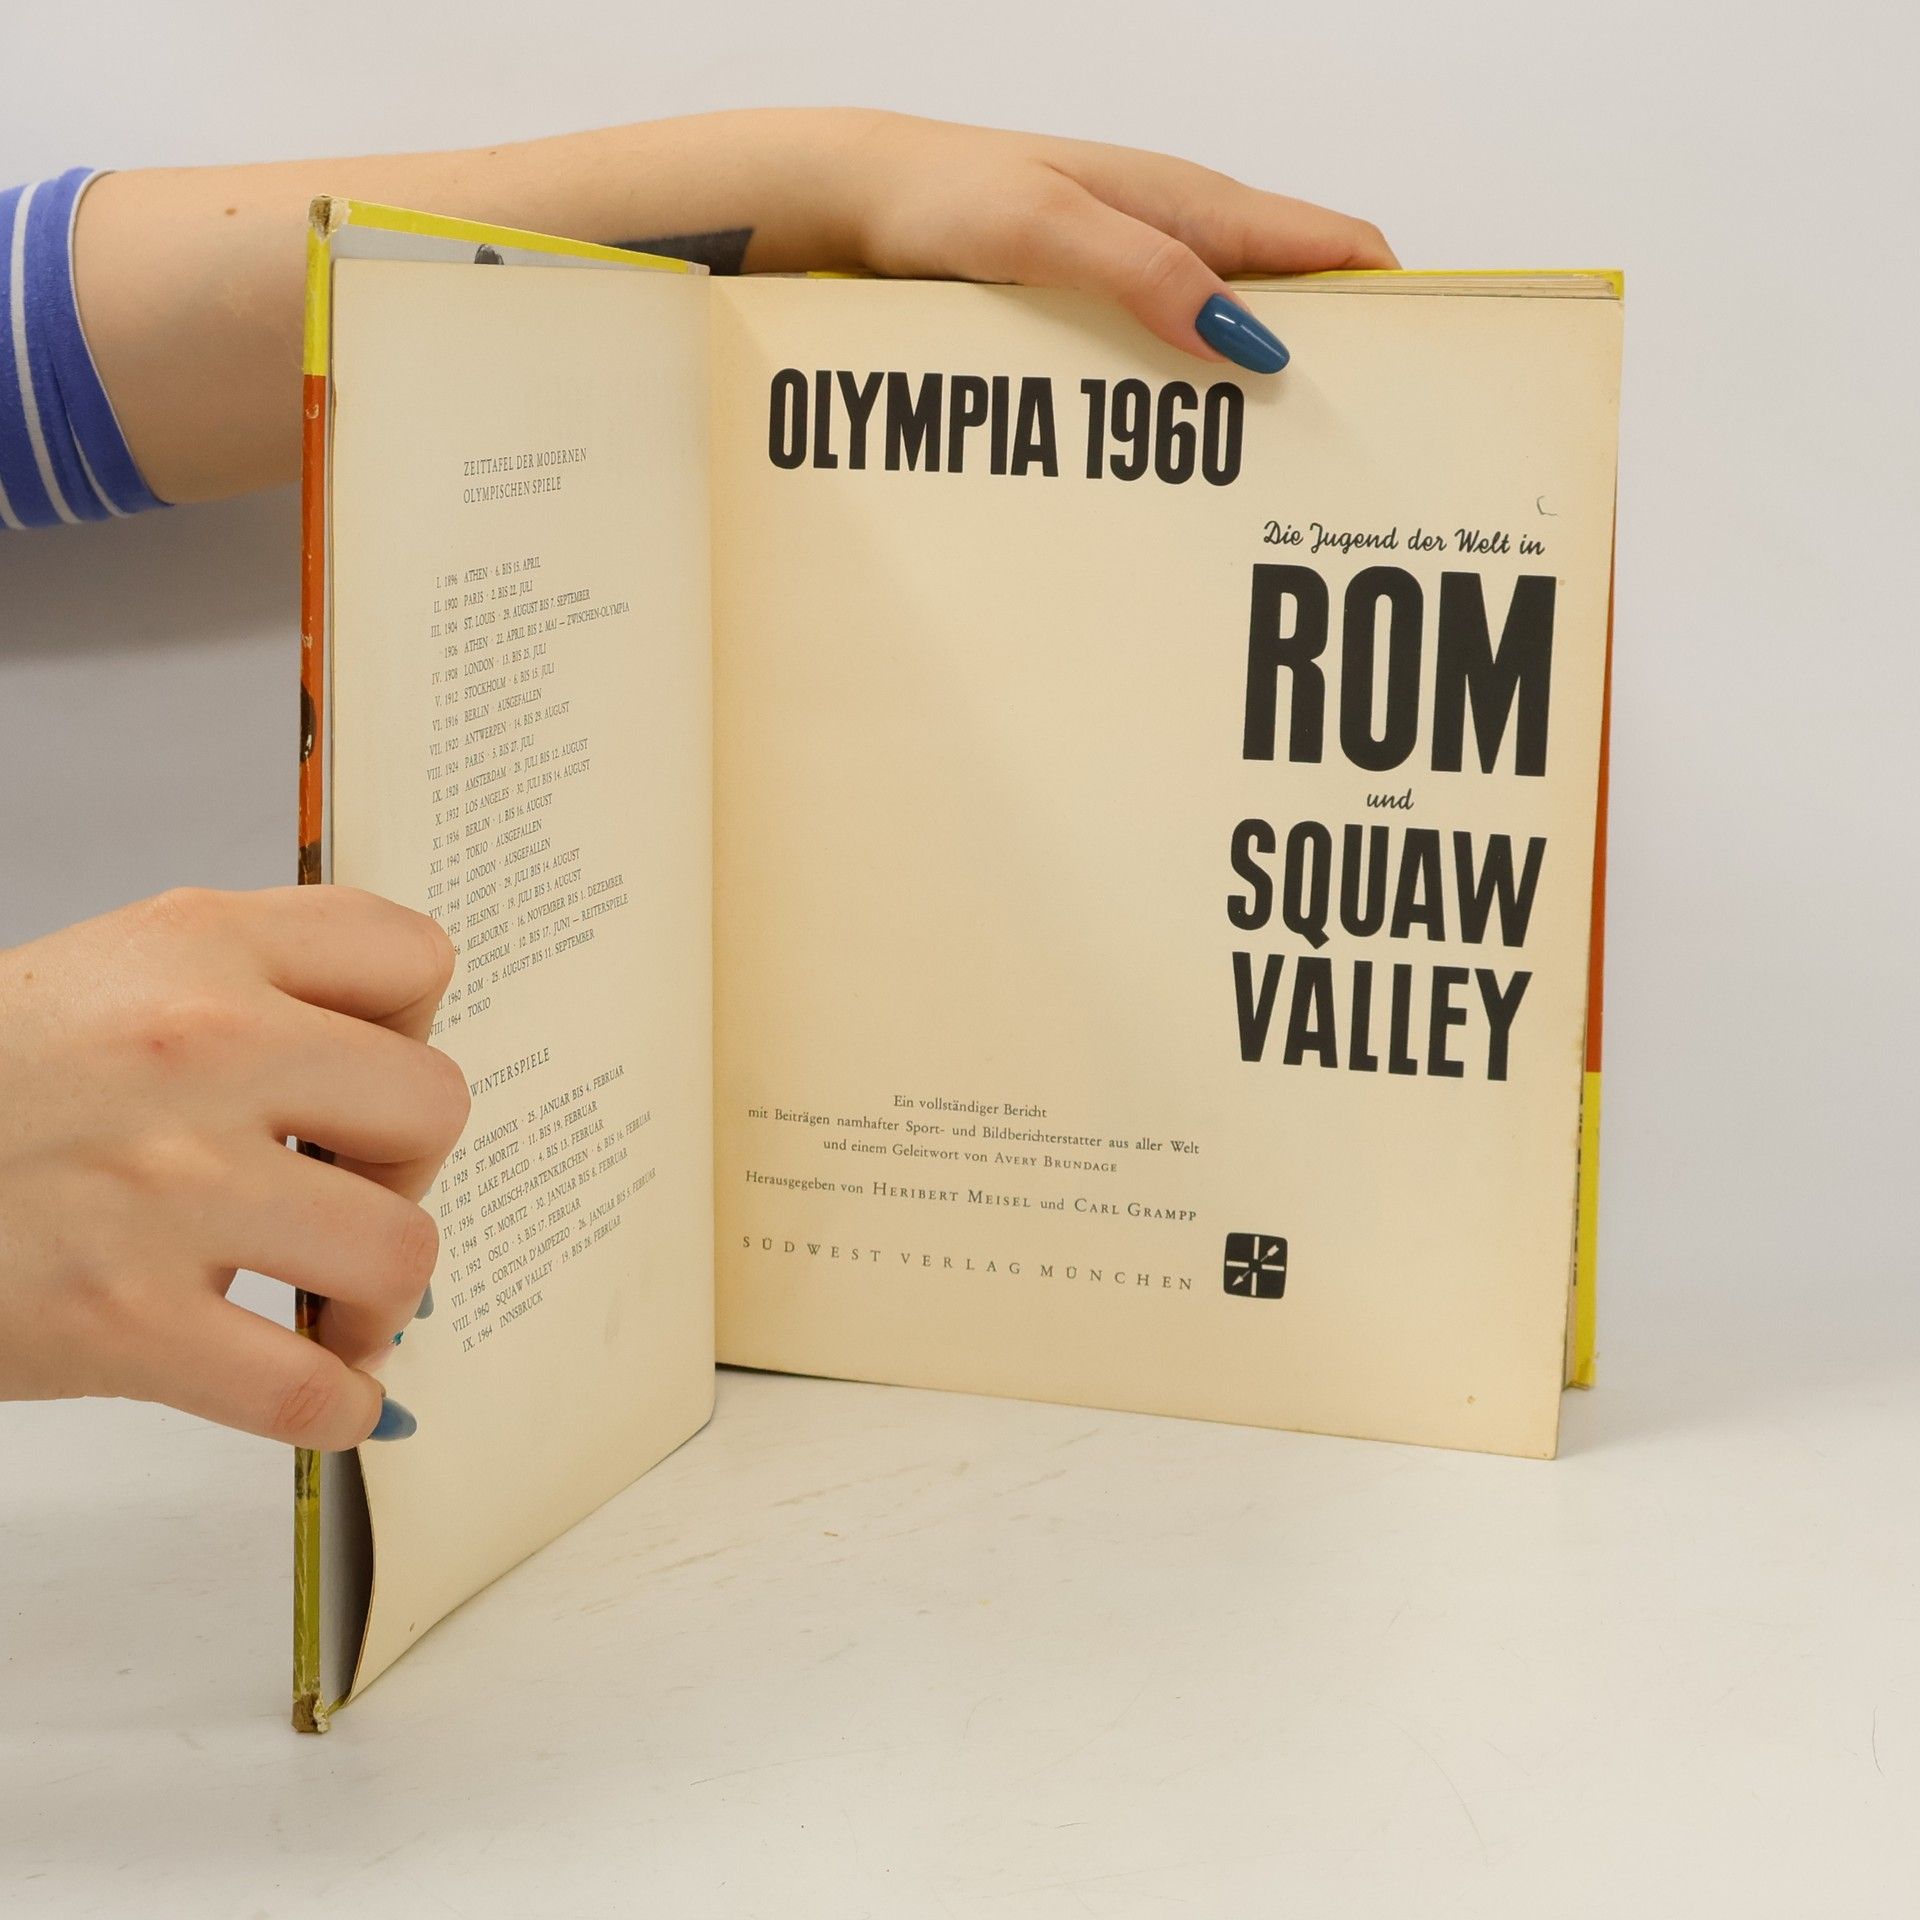 ZEITTAFEL DER MODERNEN
OLYMPISCHEN SPIELE
I. 1896 ATHEN · 6. BIS 15. APRIL
II. 1900 PARIS · 2. BIS 22. JULI
III. 1904 ST. LOUIS · 29. AUGUST BIS 7. SEPTEMBER
· 1906 ATHEN · 22. APRIL BIS 2. MAI — ZWISCHEN-OLYMPIA
IV. 1908 LONDON · 13. BIS 25. JULI
V. 1912 STOCKHOLM · 6. BIS 15. JULI
VI. 1916 BERLIN · AUSGEFALLEN
VII. 1920 ANTWERPEN · 14. BIS 29. AUGUST
VIII. 1924 PARIS · 5. BIS 27. JULI
IX. 1928 AMSTERDAM · 28. JULI BIS 12. AUGUST
X. 1932 LOS ANGELES · 30. JULI BIS 14. AUGUST
XI. 1936 BERLIN · 1. BIS 16. AUGUST
XII. 1940 TOKIO · AUSGEFALLEN
XIII. 1944 LONDON · AUSGEFALLEN
XIV. 1948 LONDON · 29. JULI BIS 14. AUGUST
1952 HELSINKI · 19. JULI BIS 3. AUGUST
56 MELBOURNE · 16. NOVEMBER BIS 1. DEZEMBER
STOCKHOLM · 10. BIS 17. JUNI — REITERSPIELE
1960 ROM · 25. AUGUST BIS 11. SEPTEMBER
VIII. 1964 TOKIO
WINTERSPIELE
I. 1924 CHAMONIX · 25. JANUAR BIS 4. FEBRUAR
II. 1928 ST. MORITZ · 11. BIS 19. FEBRUAR
III. 1932 LAKE PLACID · 4. BIS 13. FEBRUAR
IV. 1936 GARMISCH-PARTENKIRCHEN · 6. BIS 16. FEBRUAR
V. 1948 ST. MORITZ · 30. JANUAR BIS 8. FEBRUAR
VI. 1952 OSLO · 5. BIS 17. FEBRUAR
VII. 1956 CORTINA D'AMPEZZO · 26. JANUAR BIS 5. FEBRUAR
VIII. 1960 SQUAW VALLEY · 19. BIS 28. FEBRUAR
IX. 1964 INNSBRUCK
OLYMPIA 1960
Die Jugend der Welt in
ROM
und
SQUAW
VALLEY
Ein vollständiger Bericht
mit Beiträgen namhafter Sport- und Bildberichterstatter aus aller Welt
und einem Geleitwort von AVERY BRUNDAGE
Herausgegeben von HERIBERT MEISEL und CARL GRAMPP
SÜDWEST VERLAG MÜNCHEN